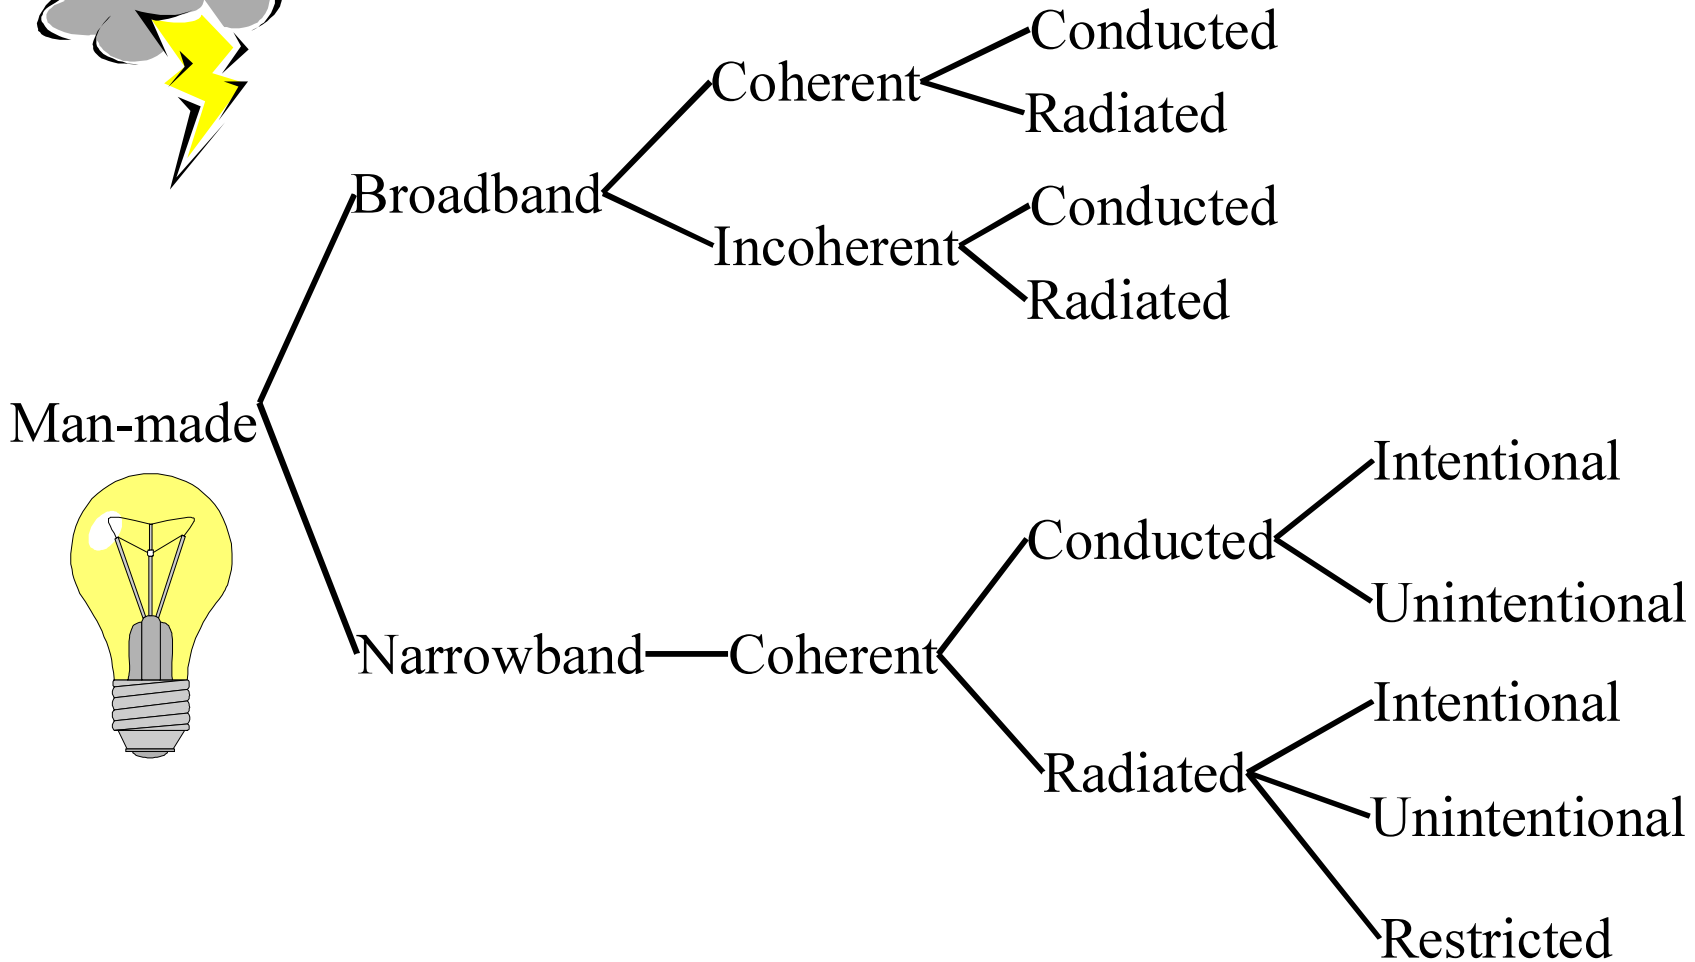 Conducted
Coherent
Radiated
Broadband
Conducted
Incoherent
Radiated
Man-made
Intentional
Conducted
Unintentional
Narrowband
Coherent
Intentional
Radiated
Unintentional
Restricted